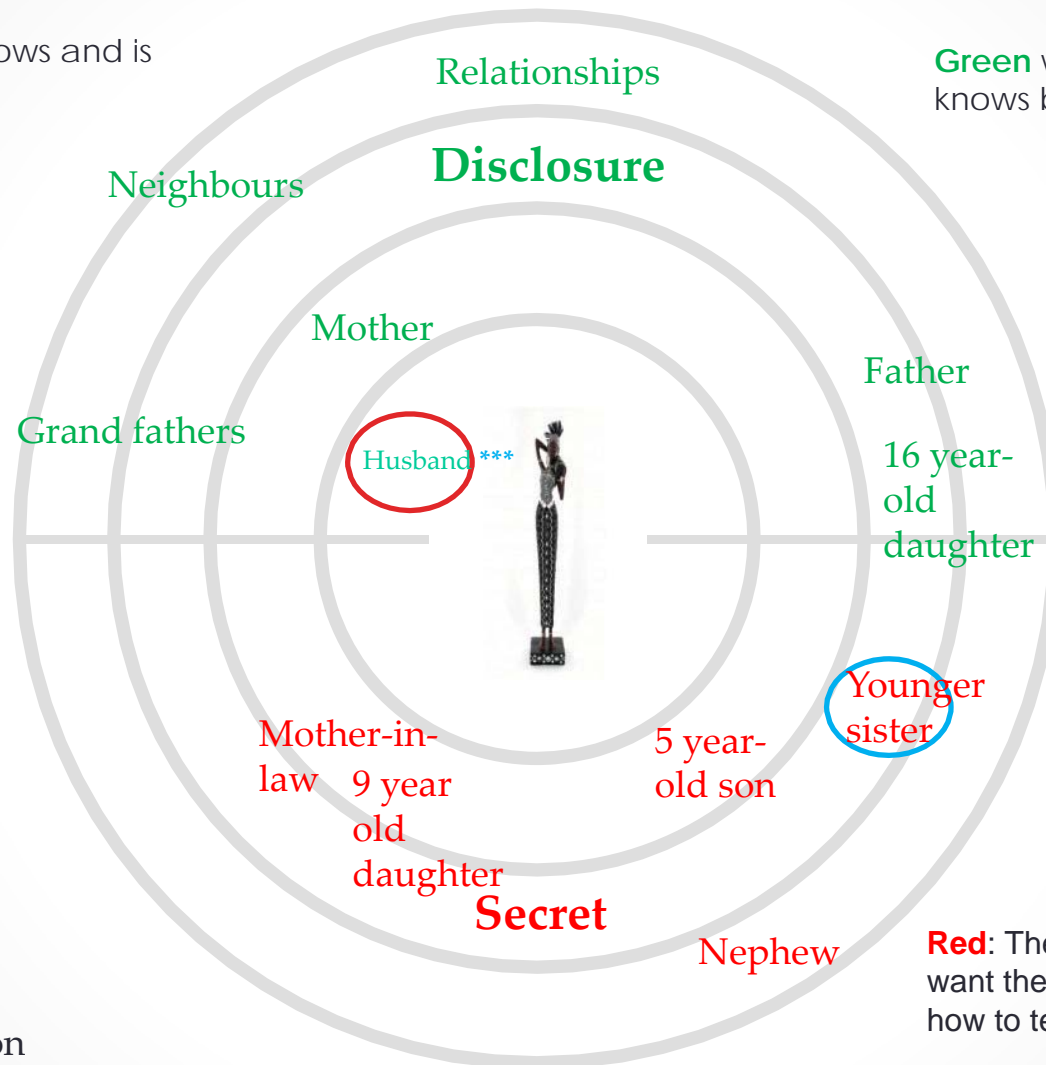 ows and is
Relationships
Green
knows b
Disclosure
Neighbours
Mother
Father
Grand fathers
Husband ***
16 year-
old
daughter
Younger
sister
Mother-in-
law
5 year-
old son
9 year
old
daughter
Secret
Nephew
Red: The
want the
how to te
on